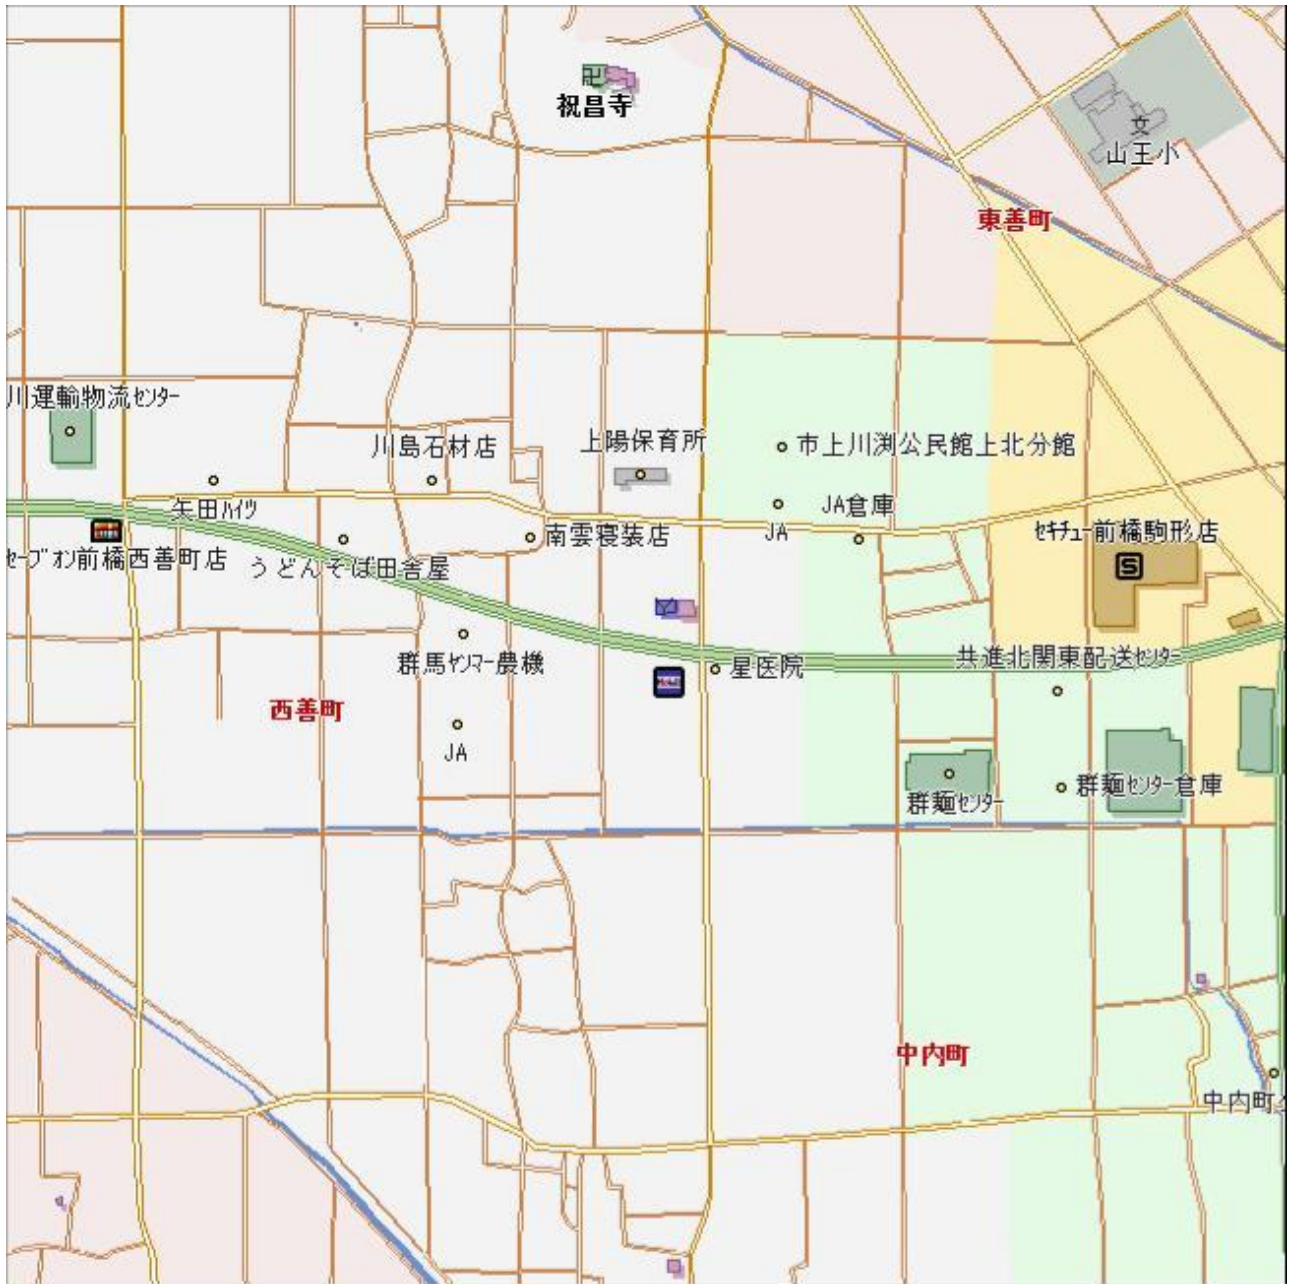 祝昌寺
文
山王小
東善町
川運輸物流ｾﾝﾀｰ
川島石材店
上陽保育所
市上川渕公民館上北分館
矢田ﾊｲﾂ
JA倉庫
JA
南雲寝装店
ｾｷﾁｭｰ前橋駒形店
S
ｾｰﾌﾞｵﾝ前橋西善町店
うどんそば田舎屋
群馬ﾔﾝﾏｰ農機
星医院
共進北関東配送ｾﾝﾀｰ
西善町
JA
群麺ｾﾝﾀｰ
群麺ｾﾝﾀｰ倉庫
中内町
中内町